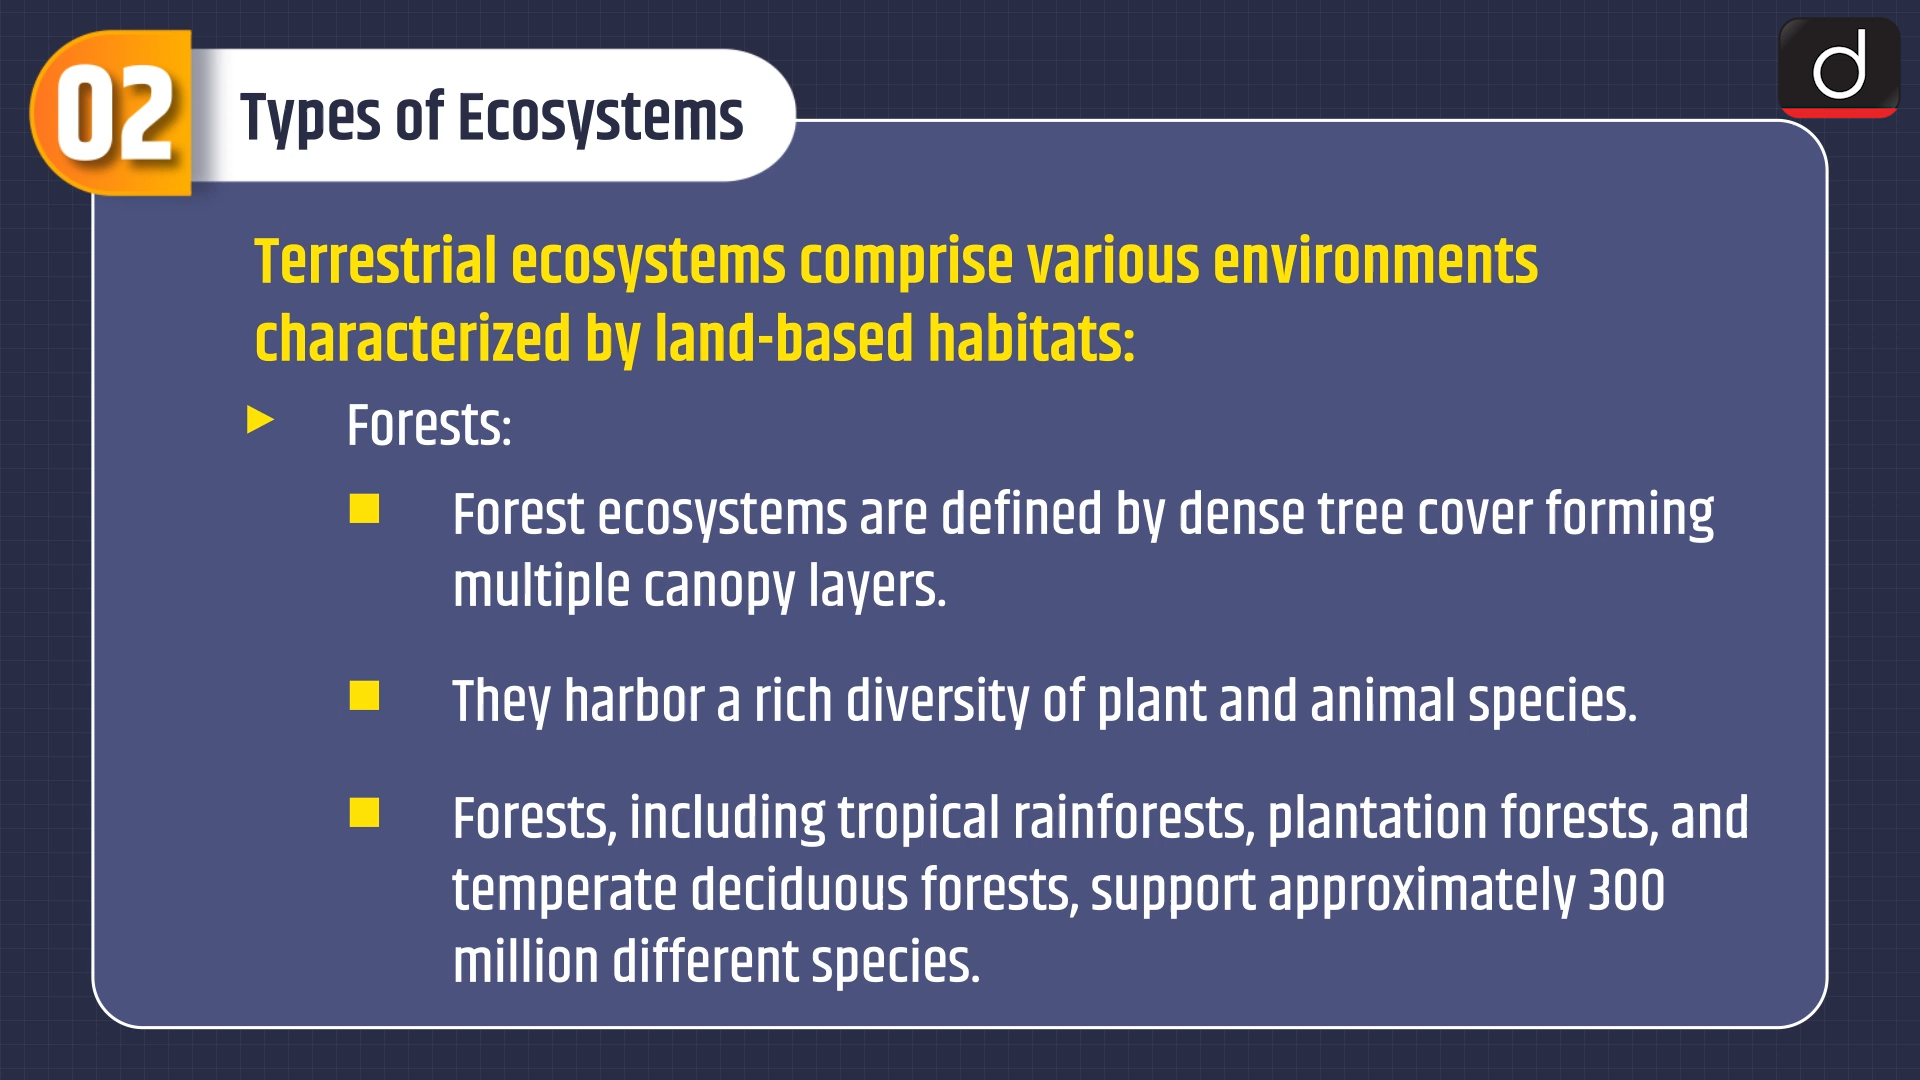 02
Types of Ecosystems
d
Terrestrial ecosystems comprise various environments
characterized by land-based habitats:
Forests:
Forest ecosystems are defined by dense tree cover forming
multiple canopy layers.
They harbor a rich diversity of plant and animal species.
Forests, including tropical rainforests, plantation forests, and
temperate deciduous forests, support approximately 300
million different species.